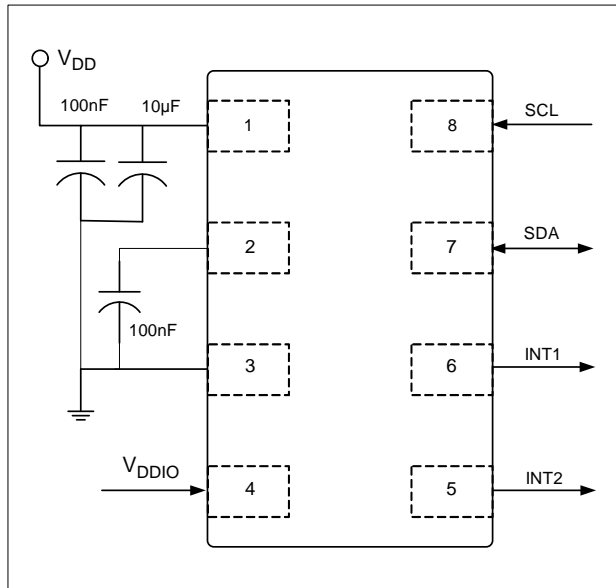 VDD
100nF 10µF
1
8
SCL
2
7
SDA
100nF
3
6
INT1
VDDIO
4
5
INT2